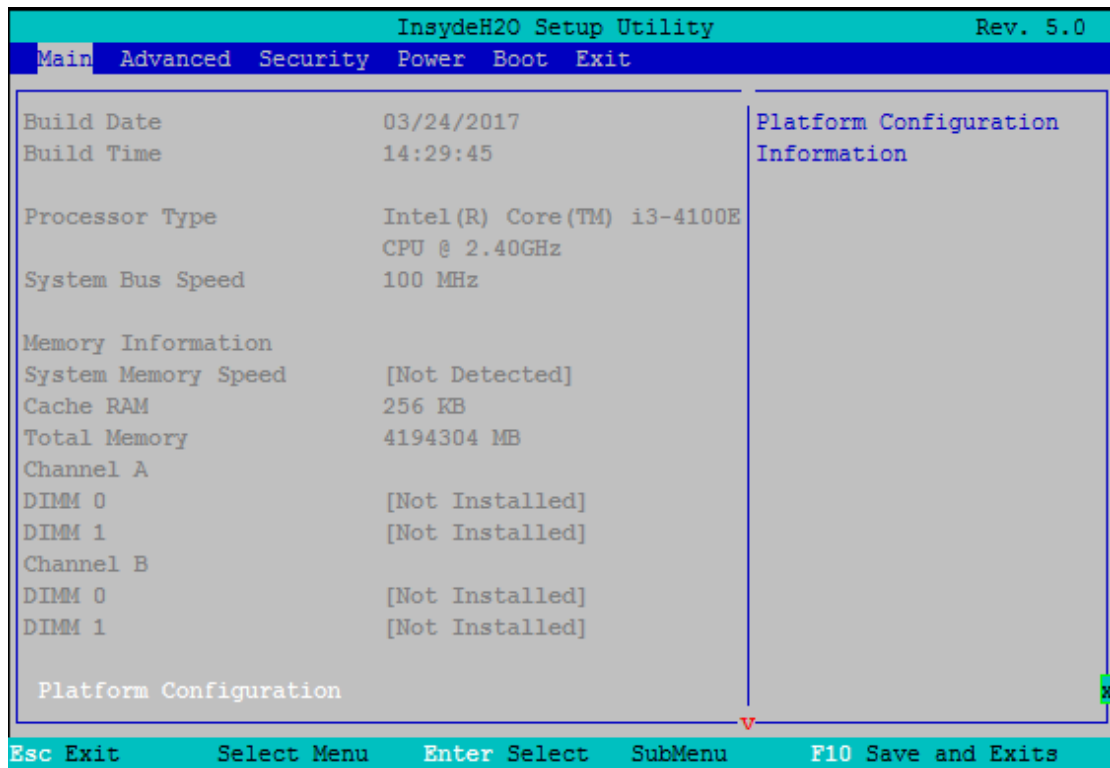 InsydeH2O Setup Utility Rev. 5.0
Main Advanced Security Power Boot Exit
Build Date 03/24/2017
Build Time 14:29:45
Processor Type Intel(R) Core(TM) i3-4100E
CPU @ 2.40GHz
System Bus Speed 100 MHz
Memory Information
System Memory Speed [Not Detected]
Cache RAM 256 KB
Total Memory 4194304 MB
Channel A
DIMM 0 [Not Installed]
DIMM 1 [Not Installed]
Channel B
DIMM 0 [Not Installed]
DIMM 1 [Not Installed]
Platform Configuration
Platform Configuration
Information
x
v
Esc Exit Select Menu Enter Select SubMenu F10 Save and Exits